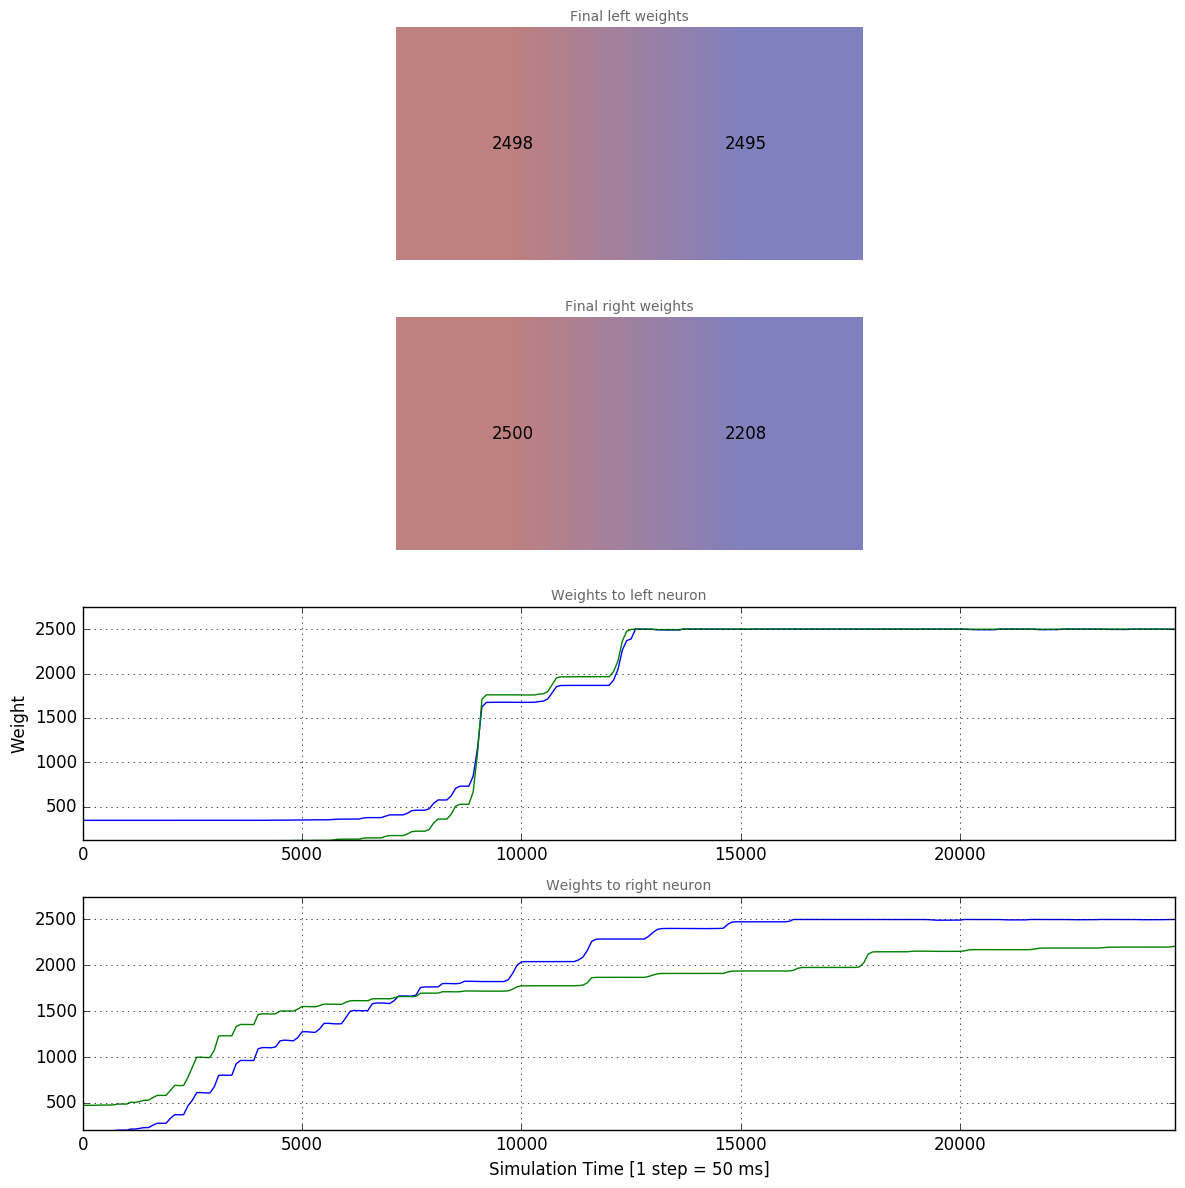 Final left weights
2498 2495
Final right weights
2500 2208
Weights to left neuron
2500
2000
1500
1000
500
Weight
0 5000 10000 15000 20000
Weights to right neuron
2500
2000
1500
1000
500
0 5000 10000 15000 20000
Simulation Time [1 step = 50 ms]